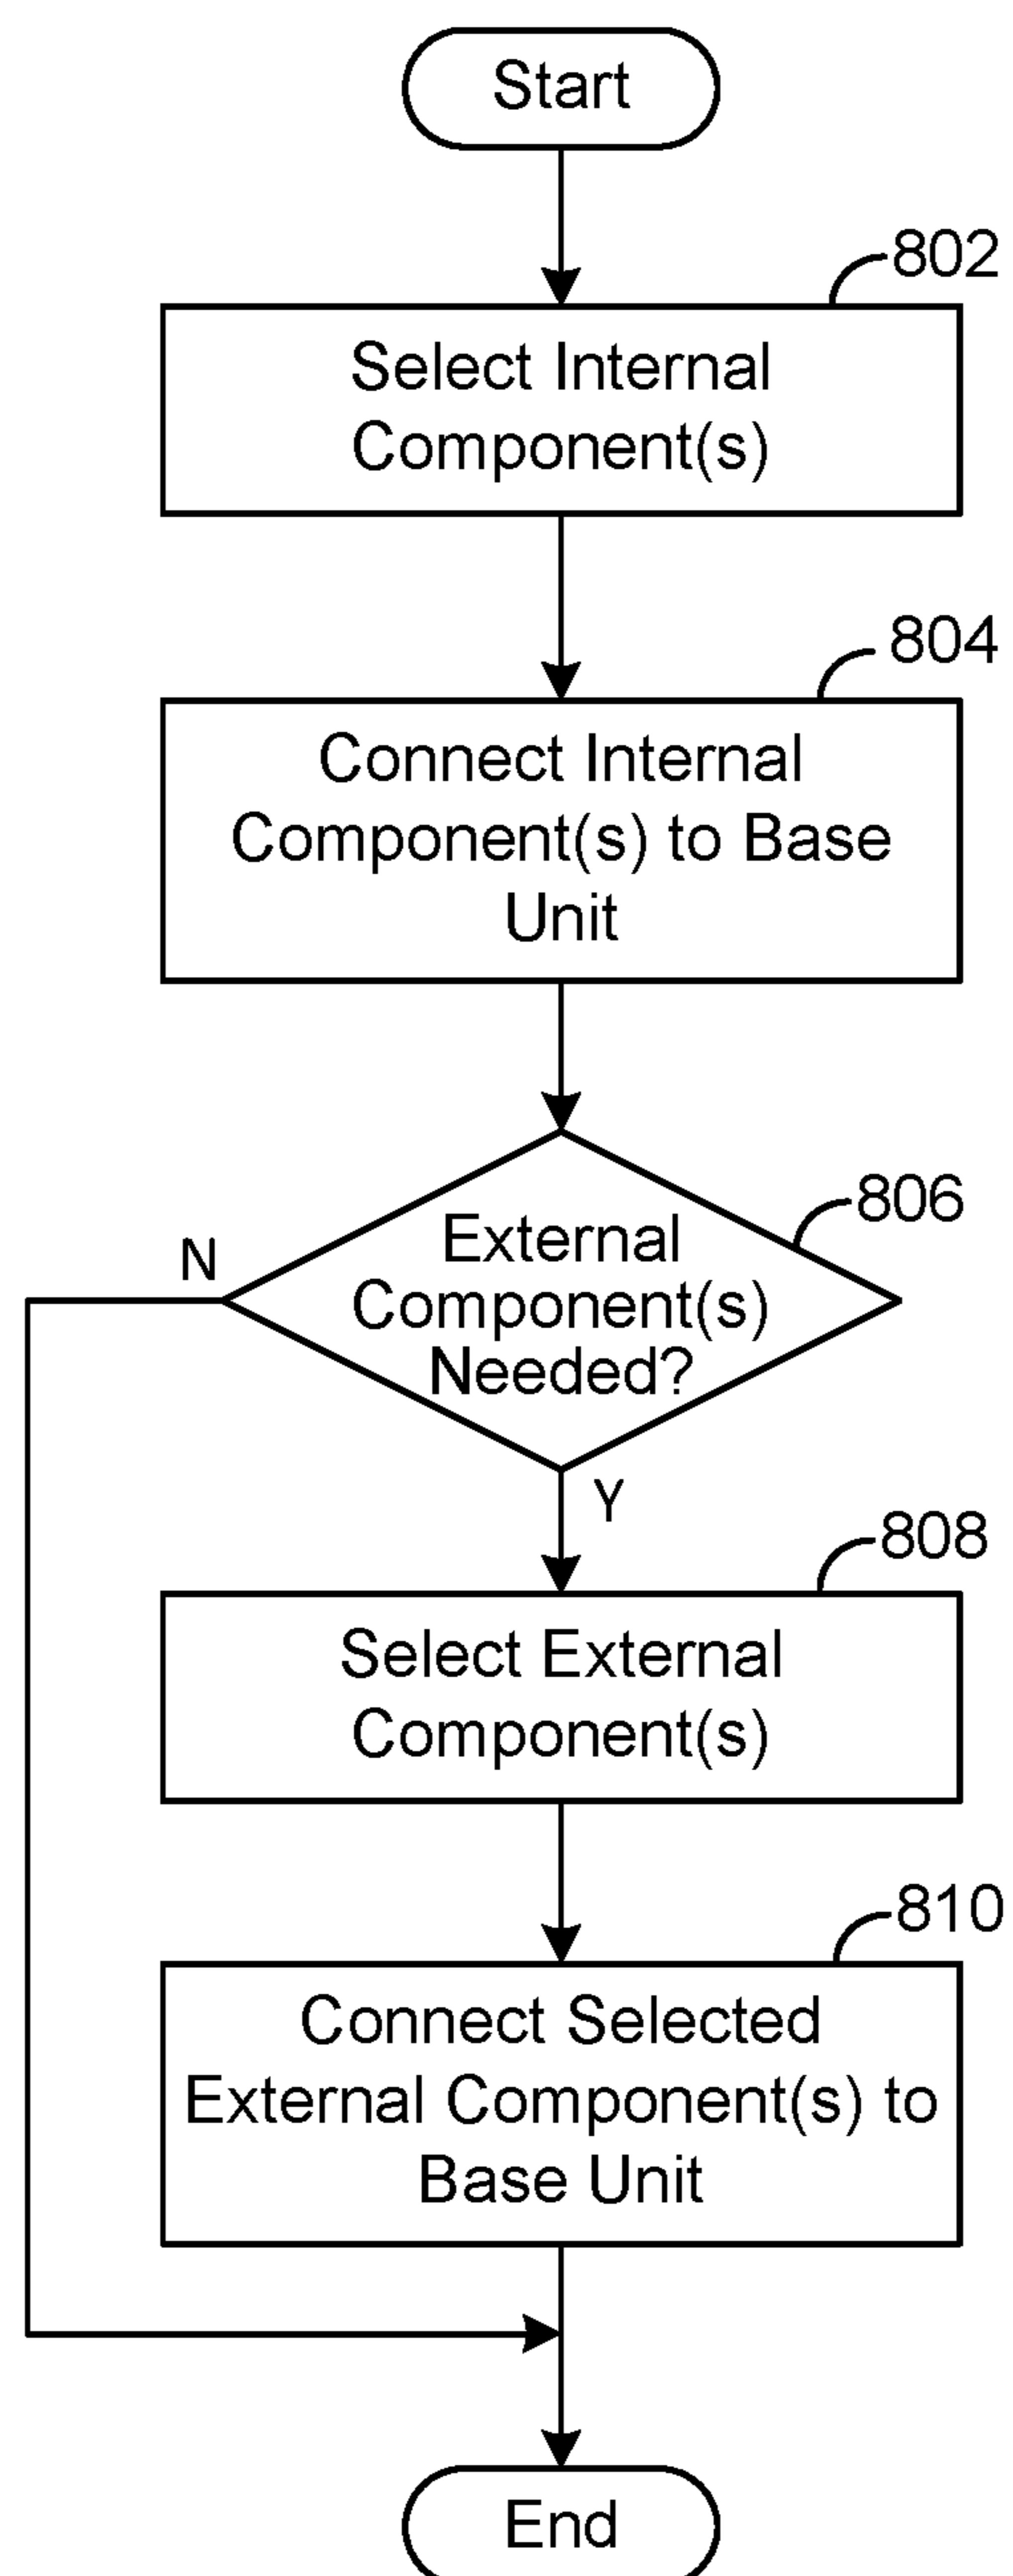 Start
802
Select Internal
Component(s)
804
Connect Internal
Component(s) to Base
Unit
806
External
Component(s)
Needed?
N
Y
808
Select External
Component(s)
810
Connect Selected
External Component(s) to
Base Unit
End